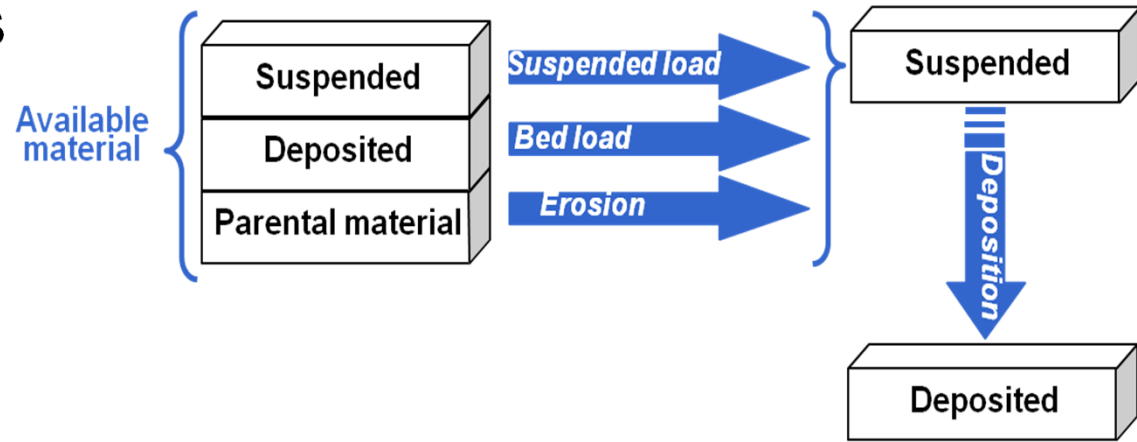 s
Available
material
Suspended
Deposited
Parental material
Suspended load
Bed load
Erosion
Suspended
Deposition
Deposited